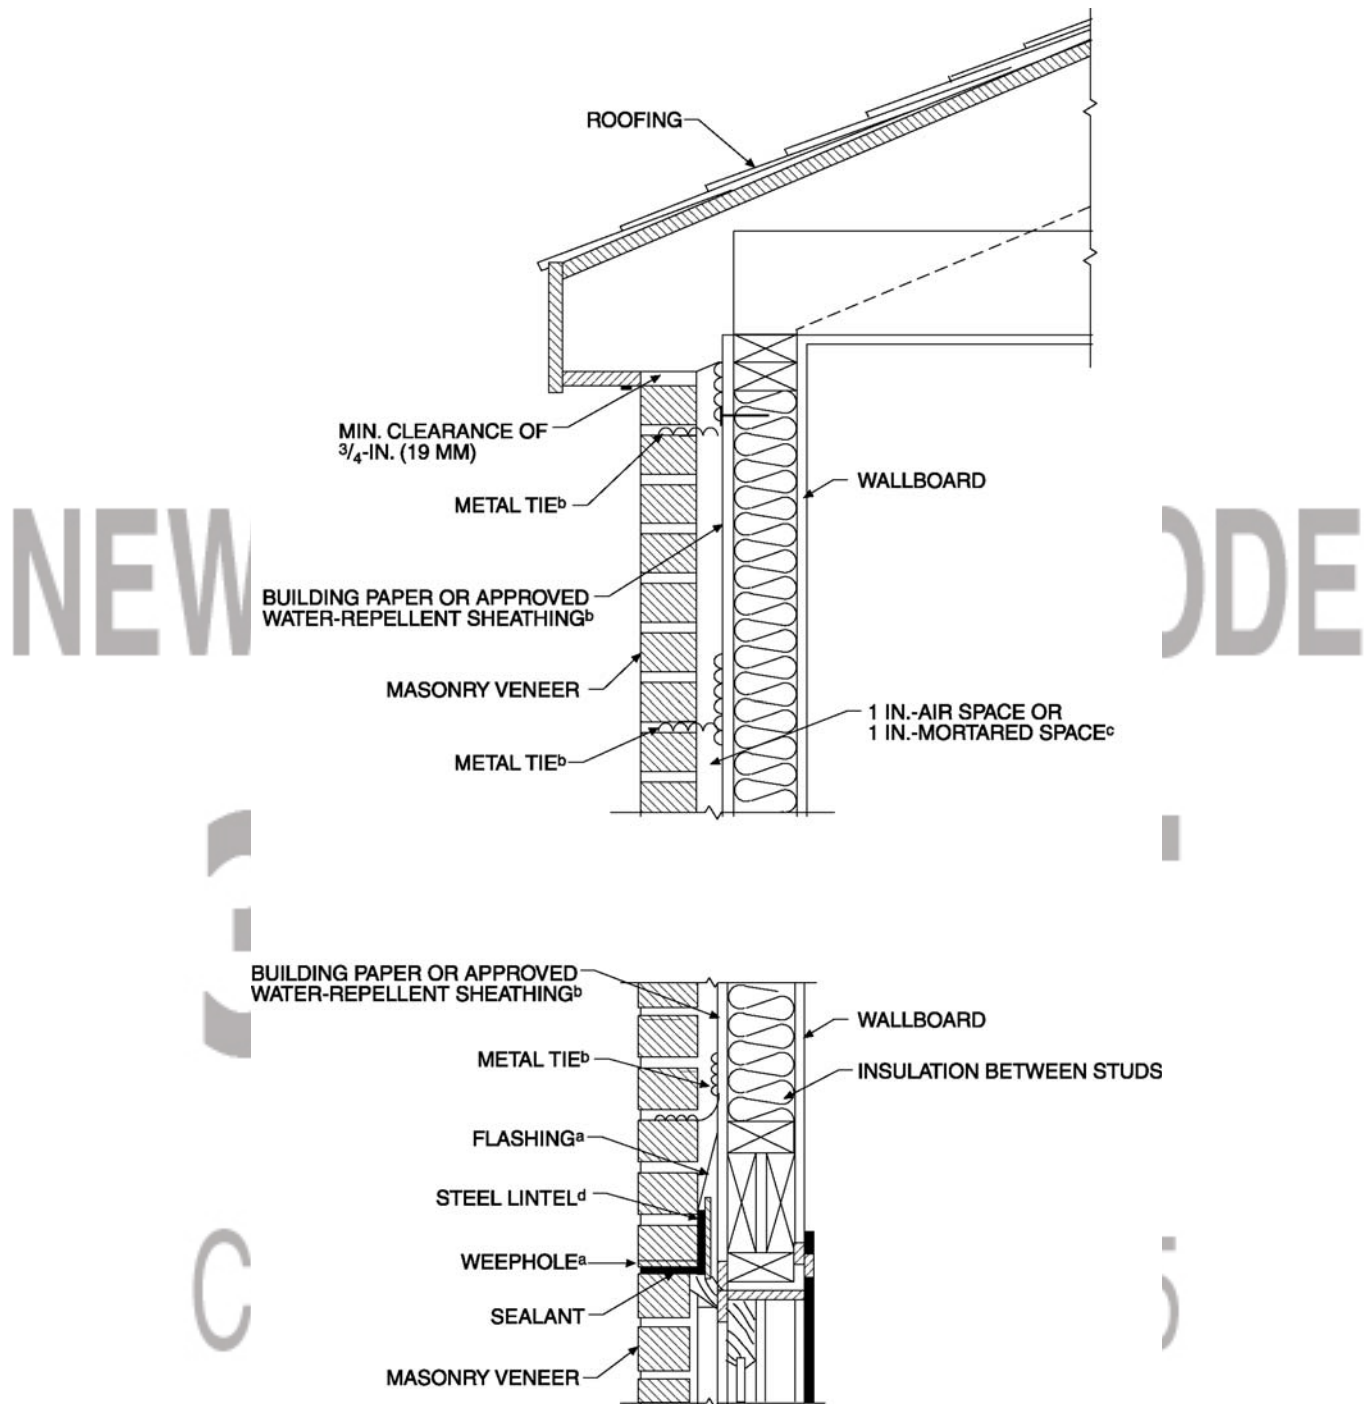 ROOFING
MIN. CLEARANCE OF
3/4-IN. (19 MM)
METAL TIEᵇ
WALLBOARD
BUILDING PAPER OR APPROVED
WATER-REPELLENT SHEATHINGᵇ
MASONRY VENEER
1 IN.-AIR SPACE OR
1 IN.-MORTARED SPACEᶜ
METAL TIEᵇ
BUILDING PAPER OR APPROVED
WATER-REPELLENT SHEATHINGᵇ
WALLBOARD
METAL TIEᵇ
INSULATION BETWEEN STUDS
FLASHINGᵃ
STEEL LINTELᵈ
WEEPHOLEᵃ
SEALANT
MASONRY VENEER
NEW